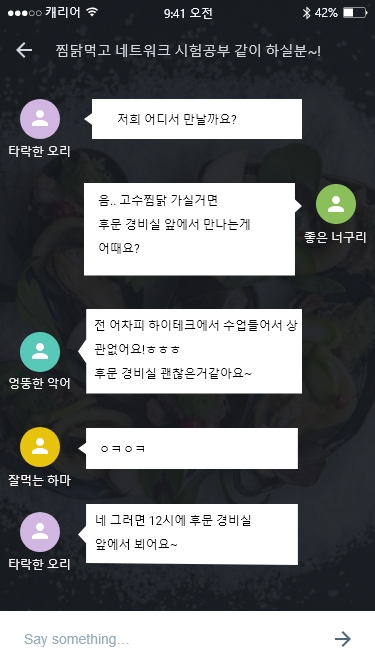 캐리어 9:41 오전 42%
찜닭먹고 네트워크 시험공부 같이 하실분~!
저희 어디서 만날까요?
타락한 오리
음.. 고수찜닭 가실거면
후문 경비실 앞에서 만나는게
어때요?
좋은 너구리
전 어차피 하이테크에서 수업들어서 상
관없어요!ㅎㅎㅎ
후문 경비실 괜찮은거같아요~
엉뚱한 악어
ㅇㅋㅇㅋ
잘먹는 하마
네 그러면 12시에 후문 경비실
앞에서 뵈어요~
타락한 오리
Say something...